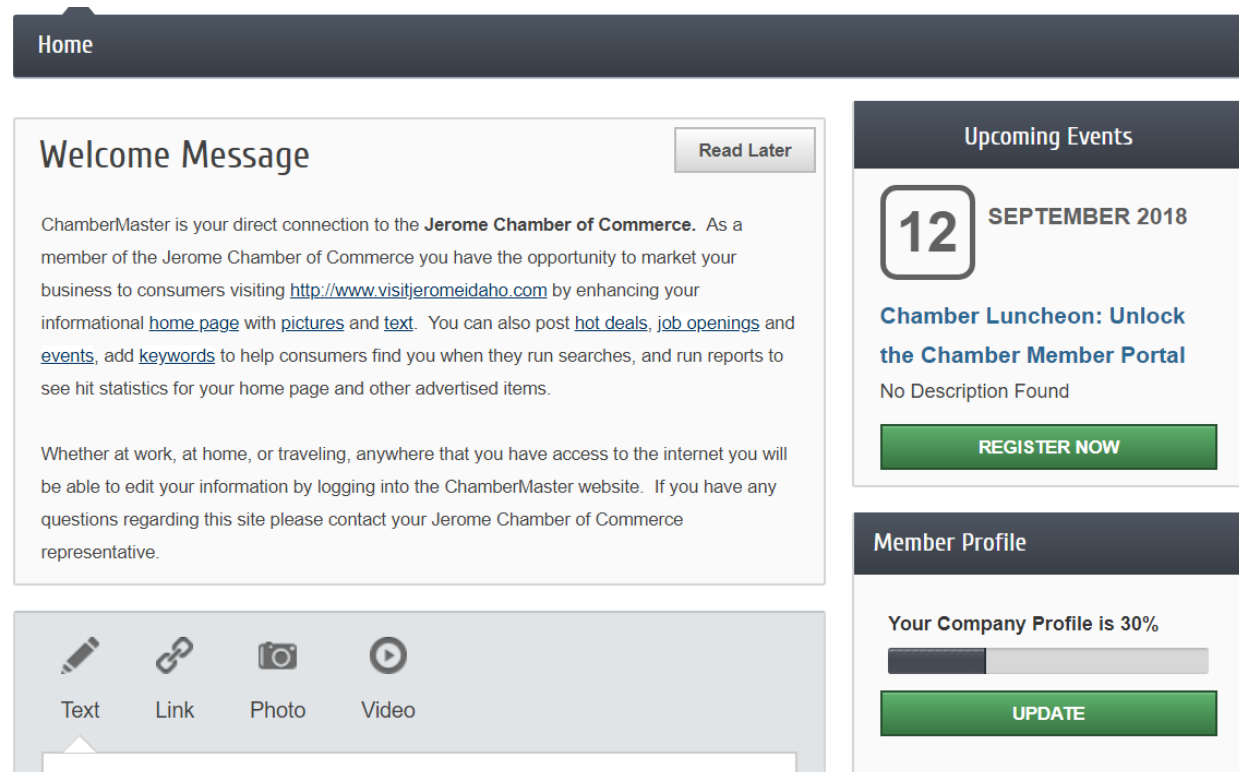 Home
Welcome Message
Read Later
ChamberMaster is your direct connection to the Jerome Chamber of Commerce.  As a
member of the Jerome Chamber of Commerce you have the opportunity to market your
business to consumers visiting http://www.visitjeromeidaho.com by enhancing your
informational home page with pictures and text.  You can also post hot deals, job openings and
events, add keywords to help consumers find you when they run searches, and run reports to
see hit statistics for your home page and other advertised items.
Whether at work, at home, or traveling, anywhere that you have access to the internet you will
be able to edit your information by logging into the ChamberMaster website.  If you have any
questions regarding this site please contact your Jerome Chamber of Commerce
representative.
Text Link Photo Video
Upcoming Events
12 SEPTEMBER 2018
Chamber Luncheon: Unlock
the Chamber Member Portal
No Description Found
REGISTER NOW
Member Profile
Your Company Profile is 30%
UPDATE